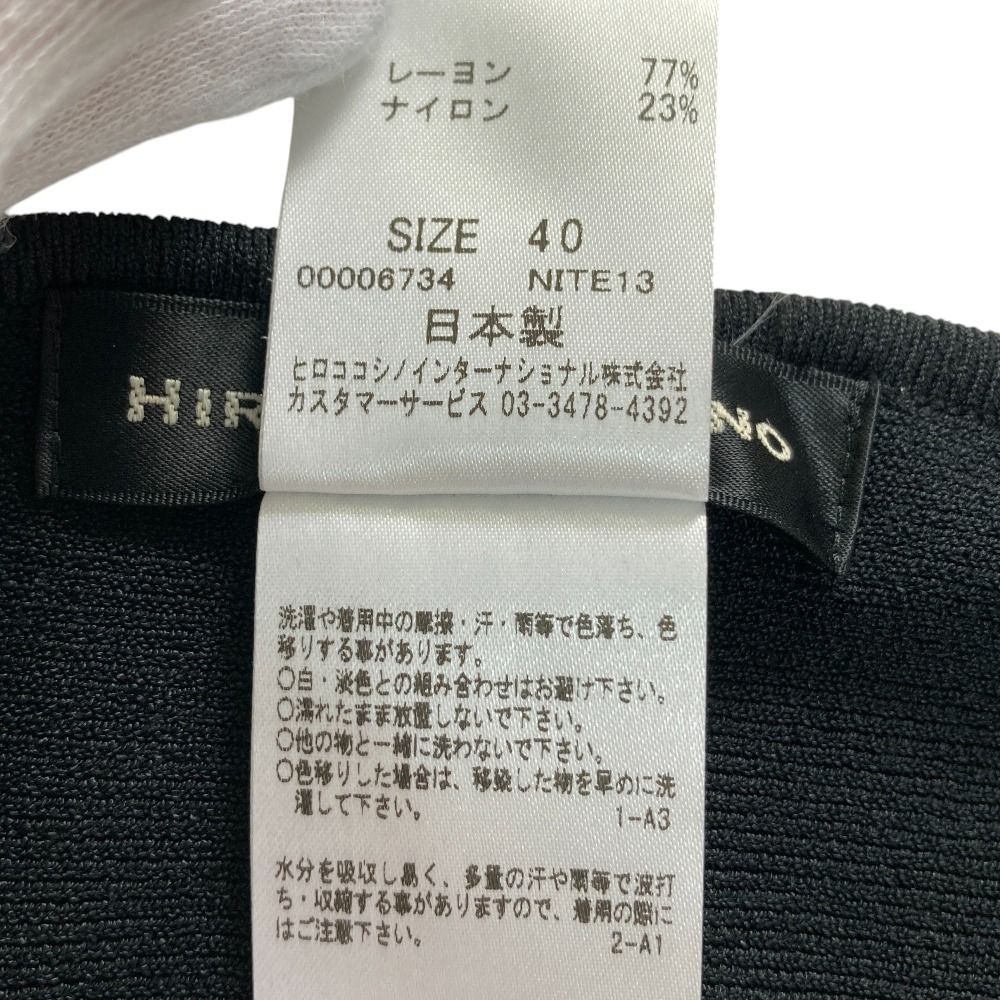 レーヨン 77%
ナイロン 23%
SIZE 40
00006734 NITE13
日本製
ヒロココシノインターナショナル株式会社
カスタマーサービス 03-3478-4392
洗濯や着用中の摩擦・汗・雨等で色落ち、色
移りする事があります。
○白・淡色との組み合わせはお避け下さい。
○濡れたまま放置しないで下さい。
○他の物と一緒に洗わないで下さい。
○色移りした場合は、移染した物を早めに洗
濯して下さい。
1-A3
水分を吸収し易く、多量の汗や雨等で波打
ち・収縮する事がありますので、着用の際に
はご注意下さい。
2-A1